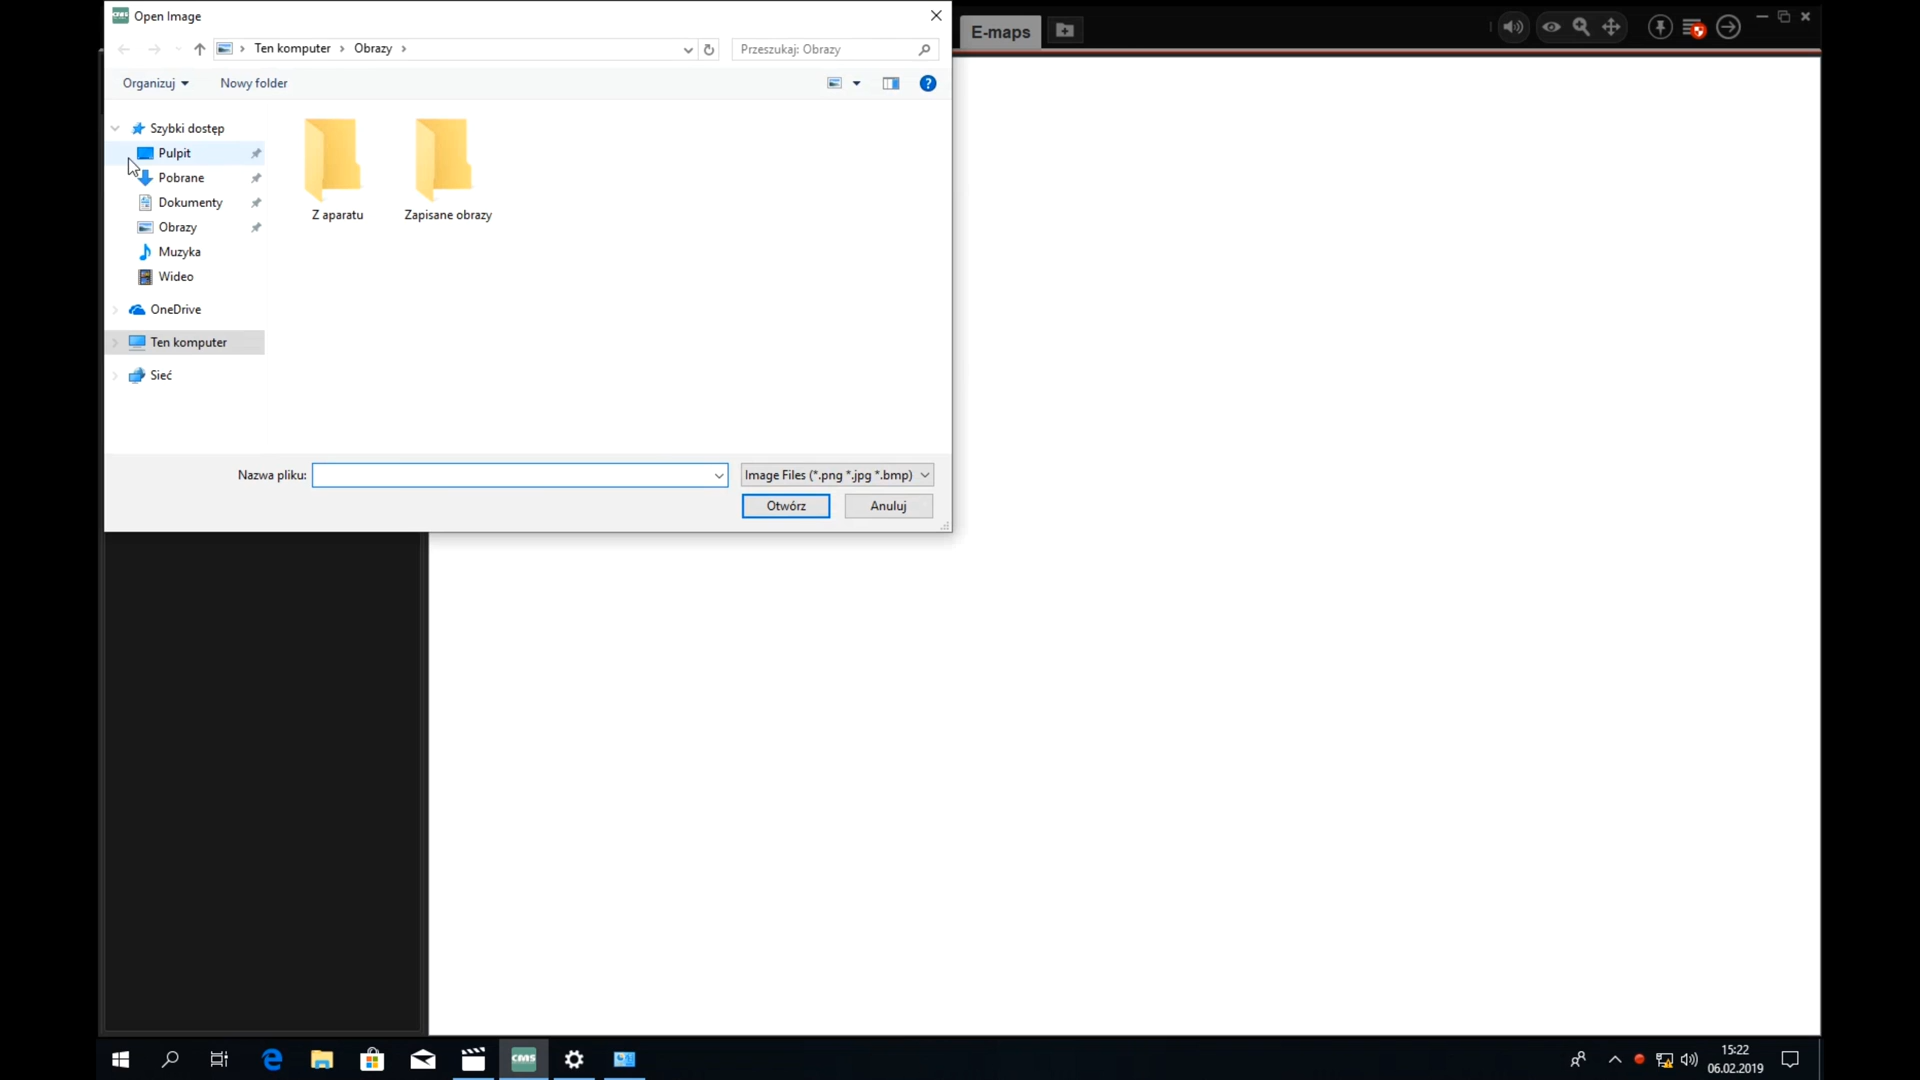 Open Image
E-maps
Ten komputer
Obrazy
Przeszukaj: Obrazy
Organizuj
Nowy folder
?
Szybki dostęp
Pulpit
Pobrane
Dokumenty
Obrazy
Muzyka
Wideo
OneDrive
Ten komputer
Sieć
Z aparatu
Zapisane obrazy
Nazwa pliku:
Image Files (*.png *.jpg *.bmp)
Otwórz
Anuluj
CMS
15:22
06.02.2019